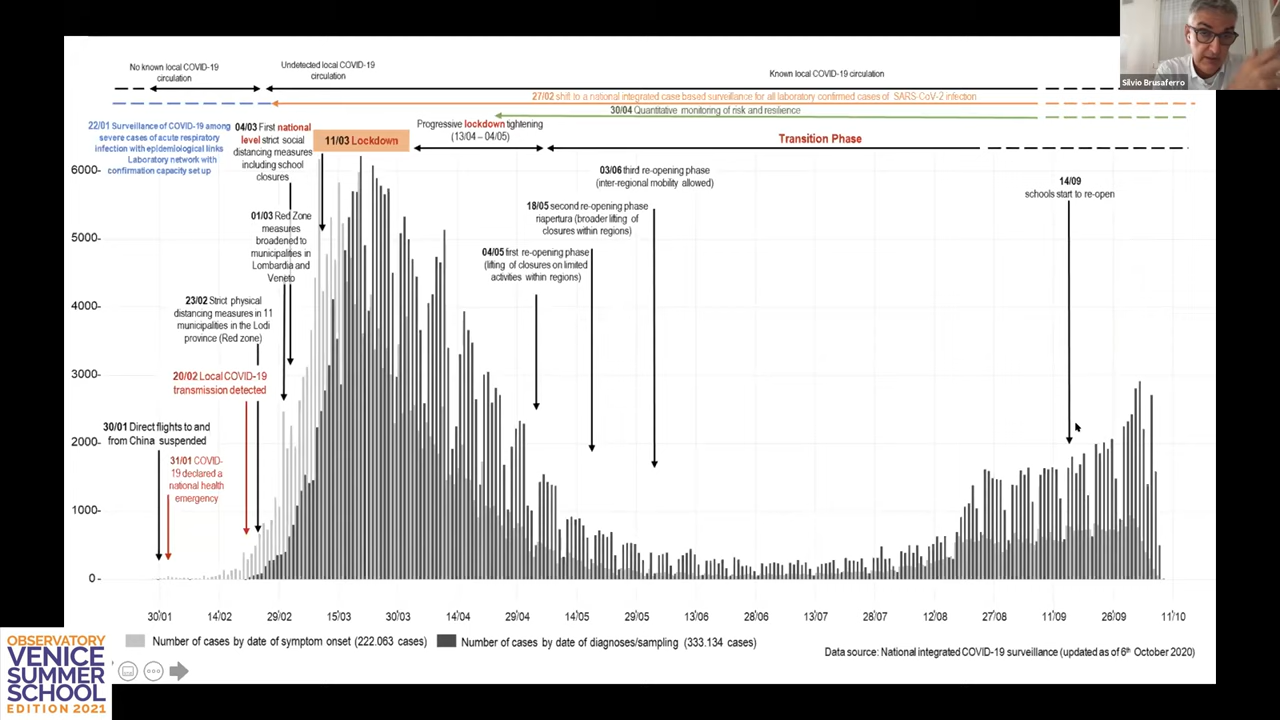 Silvio Brusaferro
No known local COVID-19
circulation
Undetected local COVID-19
circulation
Known local COVID-19 circulation
27/02 shift to a national integrated case based surveillance for all laboratory confirmed cases of SARS-CoV-2 infection
30/04 Quantitative monitoring of risk and resilience
22/01 Surveillance of COVID-19 among
severe cases of acute respiratory
infection with epidemiological links
Laboratory network with
confirmation capacity set up
04/03 First national
level strict social
distancing measures
including school
closures
11/03 Lockdown
Progressive lockdown tightening
(13/04 – 04/05)
Transition Phase
03/06 third re-opening phase
(inter-regional mobility allowed)
14/09
schools start to re-open
18/05 second re-opening phase
riapertura (broader lifting of
closures within regions)
01/03 Red Zone
measures
broadened to
municipalities in
Lombardia and
Veneto
04/05 first re-opening phase
(lifting of closures on limited
activities within regions)
23/02 Strict physical
distancing measures in 11
municipalities in the Lodi
province (Red zone)
20/02 Local COVID-19
transmission detected
30/01 Direct flights to and
from China suspended
31/01 COVID-
19 declared a
national health
emergency
6000-
5000-
4000-
3000-
2000-
1000-
0-
30/01 14/02 29/02 15/03 30/03 14/04 29/04 14/05 29/05 13/06 28/06 13/07 28/07 12/08 27/08 11/09 26/09 11/10
Number of cases by date of symptom onset (222.063 cases) Number of cases by date of diagnoses/sampling (333.134 cases)
Data source: National integrated COVID-19 surveillance (updated as of 6th October 2020)
OBSERVATORY
VENICE
SUMMER
SCHOOL
EDITION 2021